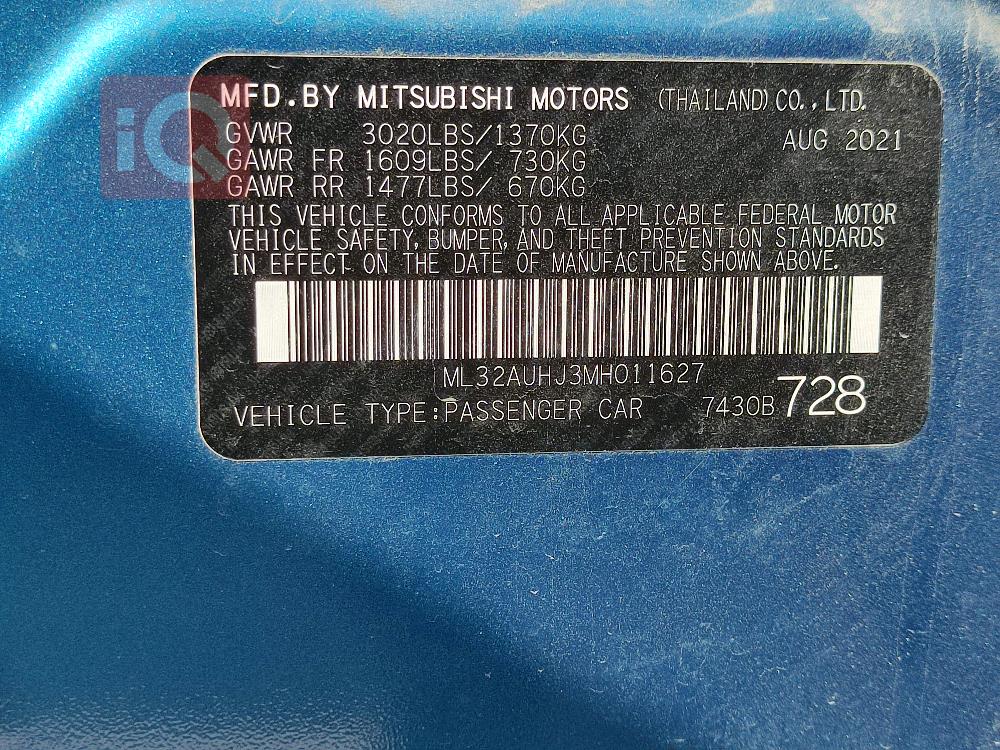 iQ
MFD.BY MITSUBISHI MOTORS (THAILAND) CO., LTD.
GVWR 3020LBS/1370KG AUG 2021
GAWR FR 1609LBS/ 730KG
GAWR RR 1477LBS/ 670KG
THIS VEHICLE CONFORMS TO ALL APPLICABLE FEDERAL MOTOR
VEHICLE SAFETY, BUMPER, AND THEFT PREVENTION STANDARDS
IN EFFECT ON THE DATE OF MANUFACTURE SHOWN ABOVE.
ML32AUHJ3MH011627
VEHICLE TYPE:PASSENGER CAR 7430B 728